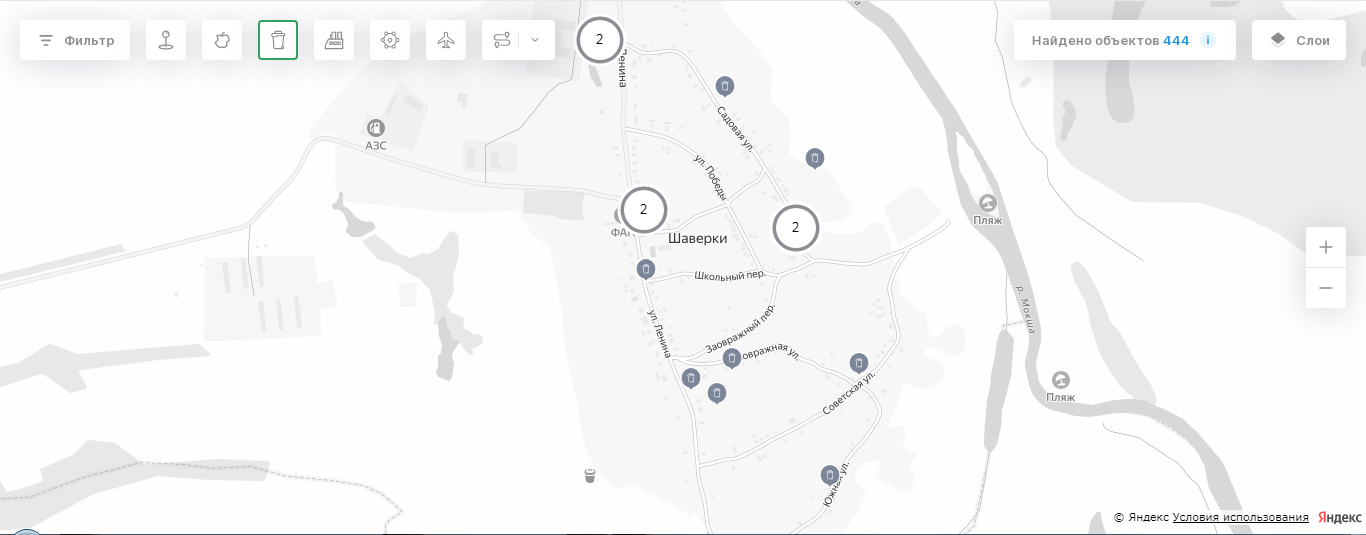 Фильтр
2
Найдено объектов 444
i
Слои
Ленина
Садовая ул.
АЗС
ул. Победы
2
ФАП
2
Пляж
Шаверки
Школьный пер.
ул. Ленина
р. Мокша
Заовражный пер.
овражная ул.
Советская ул.
Пляж
Южная ул.
© Яндекс Условия использования Яндекс